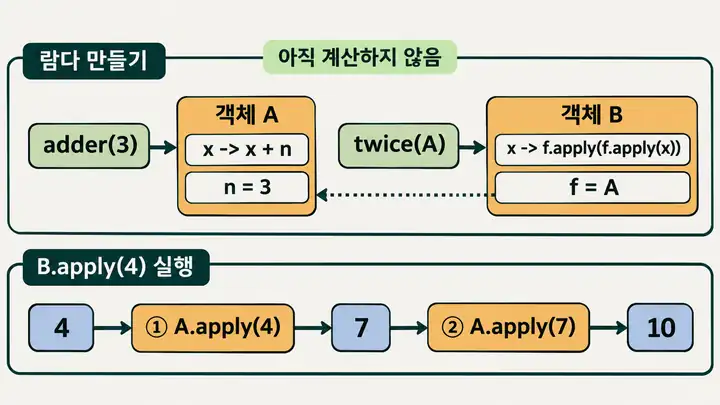 람다 만들기
아직 계산하지 않음
adder(3)
객체 A
x -> x + n
n = 3
twice(A)
객체 B
x -> f.apply(f.apply(x))
f = A
B.apply(4) 실행
4
① A.apply(4)
7
② A.apply(7)
10